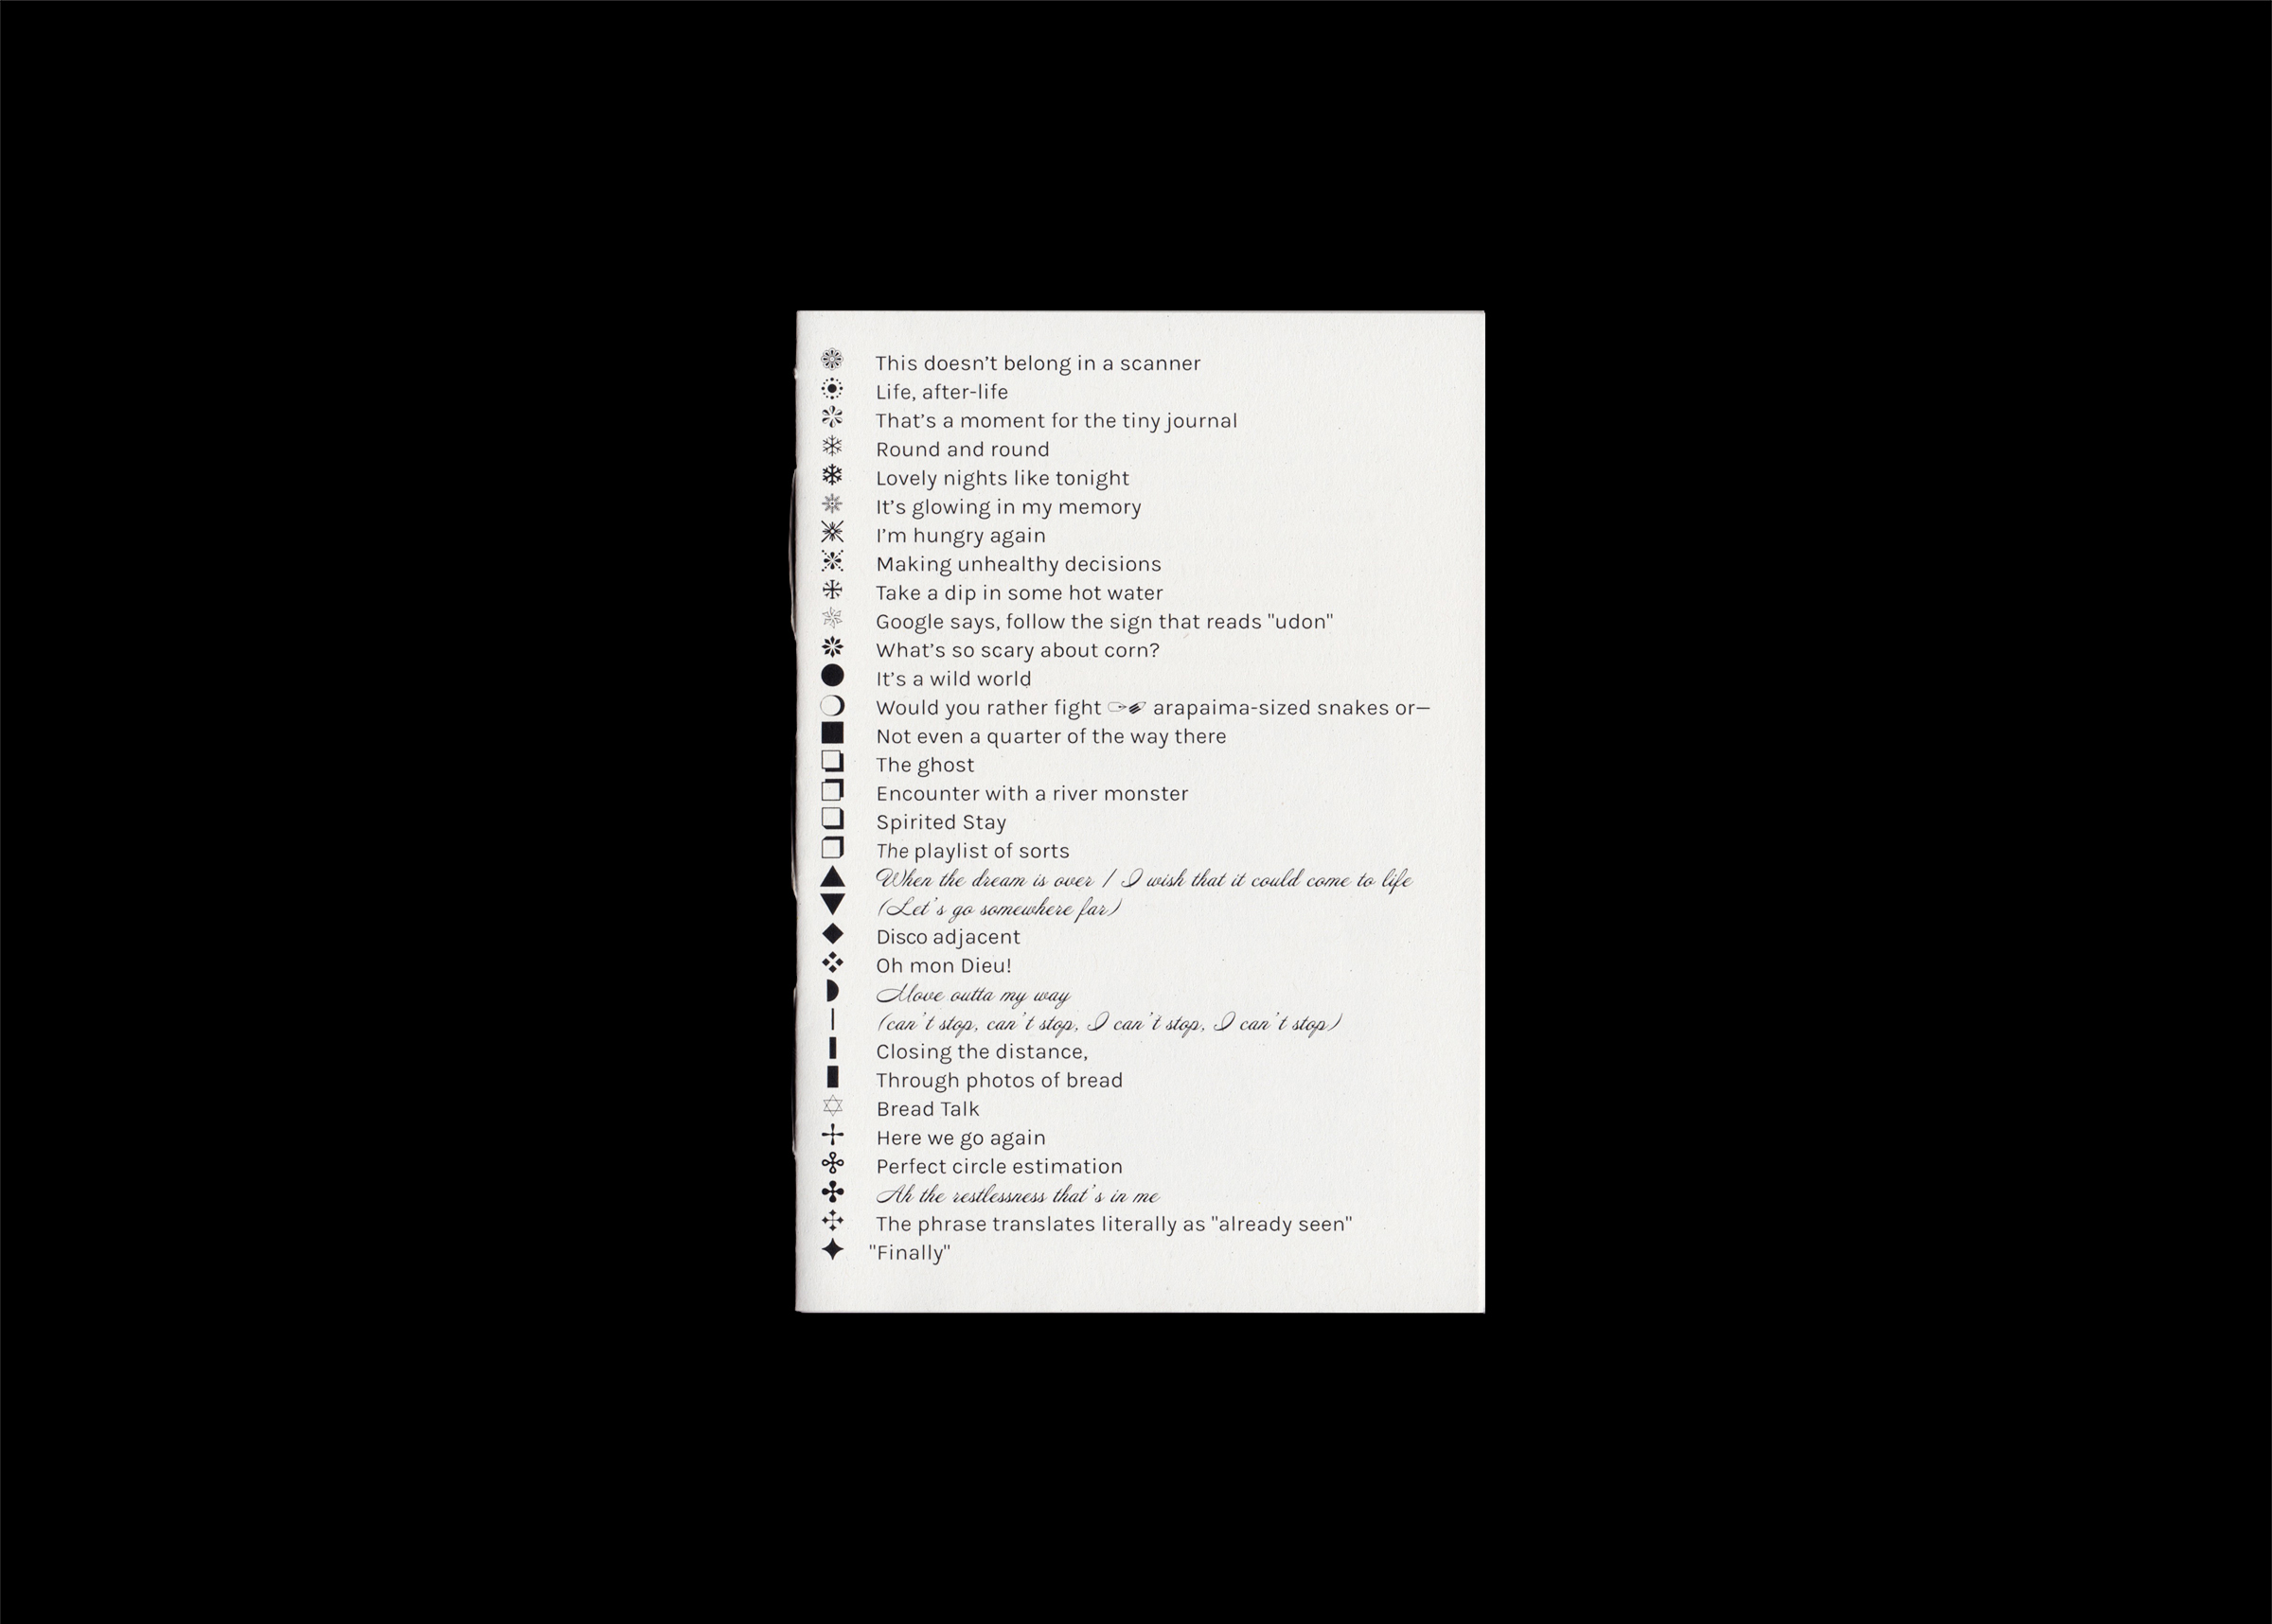 ❁ This doesn’t belong in a scanner
Life, after-life
That’s a moment for the tiny journal
Round and round
Lovely nights like tonight
It’s glowing in my memory
I’m hungry again
Making unhealthy decisions
Take a dip in some hot water
Google says, follow the sign that reads "udon"
What’s so scary about corn?
● It’s a wild world
❍ Would you rather fight ✏✐ arapaima-sized snakes or—
■ Not even a quarter of the way there
❏ The ghost
❐ Encounter with a river monster
❑ Spirited Stay
❒ The playlist of sorts
▲ When the dream is over / I wish that it could come to life
▼ (Let’s go somewhere far)
◆ Disco adjacent
❖ Oh mon Dieu!
◗ Move outta my way
❘ (can’t stop, can’t stop, I can’t stop, I can’t stop)
❙ Closing the distance,
❚ Through photos of bread
✡ Bread Talk
✢ Here we go again
✣ Perfect circle estimation
✤ Ah the restlessness that’s in me
✥ The phrase translates literally as "already seen"
✦ "Finally"